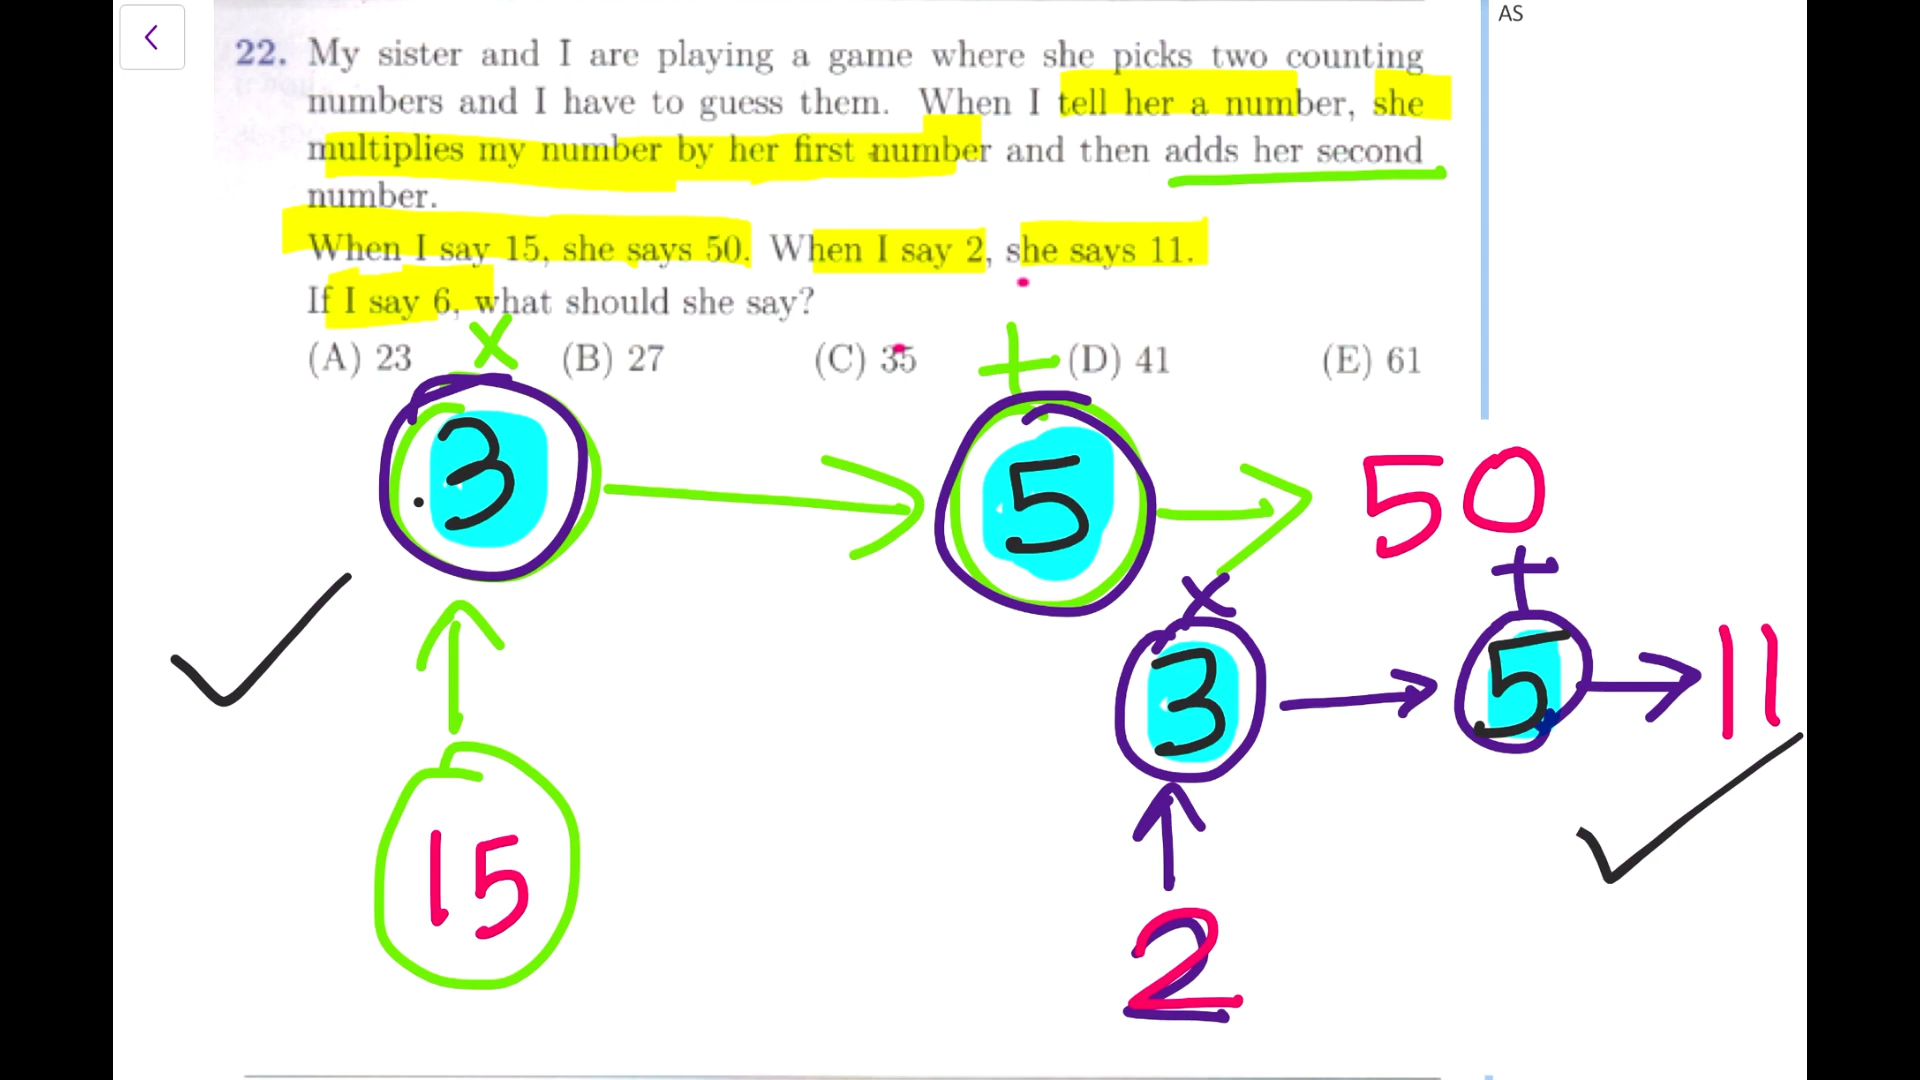 AS
22. My sister and I are playing a game where she picks two counting
numbers and I have to guess them. When I tell her a number, she
multiplies my number by her first number and then adds her second
number.
When I say 15, she says 50. When I say 2, she says 11.
If I say 6, what should she say?
(A) 23 (B) 27 (C) 35 (D) 41 (E) 61
× +
3 5 50
× +
3 5 11
15
2